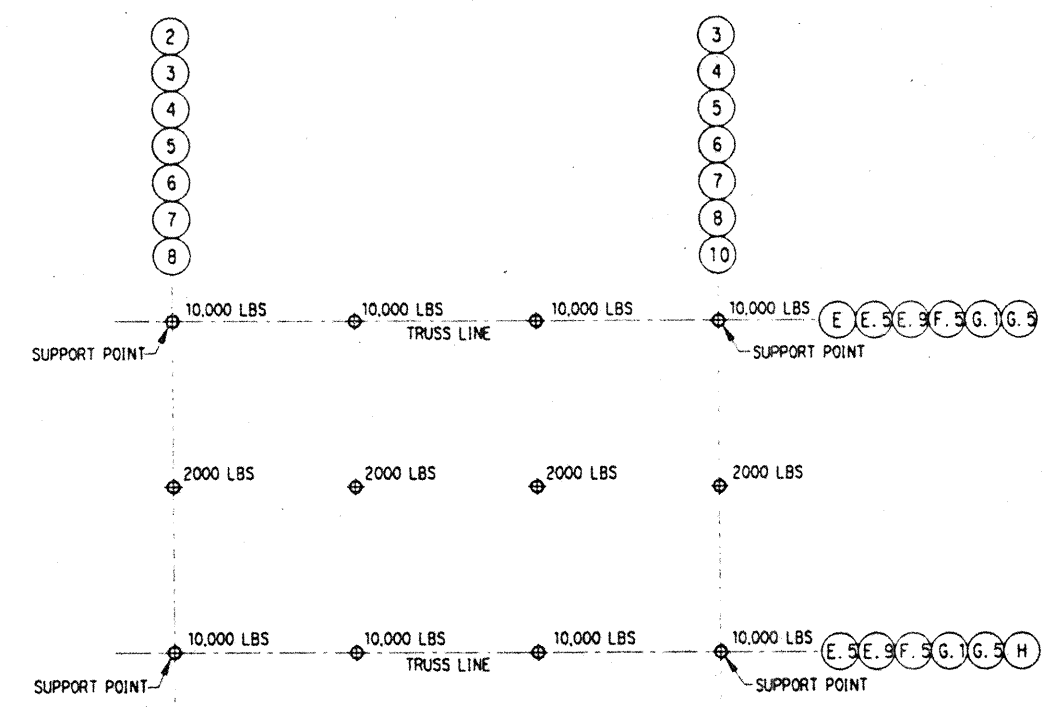 2 3
3 4
4 5
5 6
6 7
7 8
8 10
10,000 LBS 10,000 LBS 10,000 LBS 10,000 LBS E E.5 E.9 F.5 G.1 G.5
TRUSS LINE
SUPPORT POINT SUPPORT POINT
2000 LBS 2000 LBS 2000 LBS 2000 LBS
10,000 LBS 10,000 LBS 10,000 LBS 10,000 LBS E.5 E.9 F.5 G.1 G.5 H
TRUSS LINE
SUPPORT POINT SUPPORT POINT